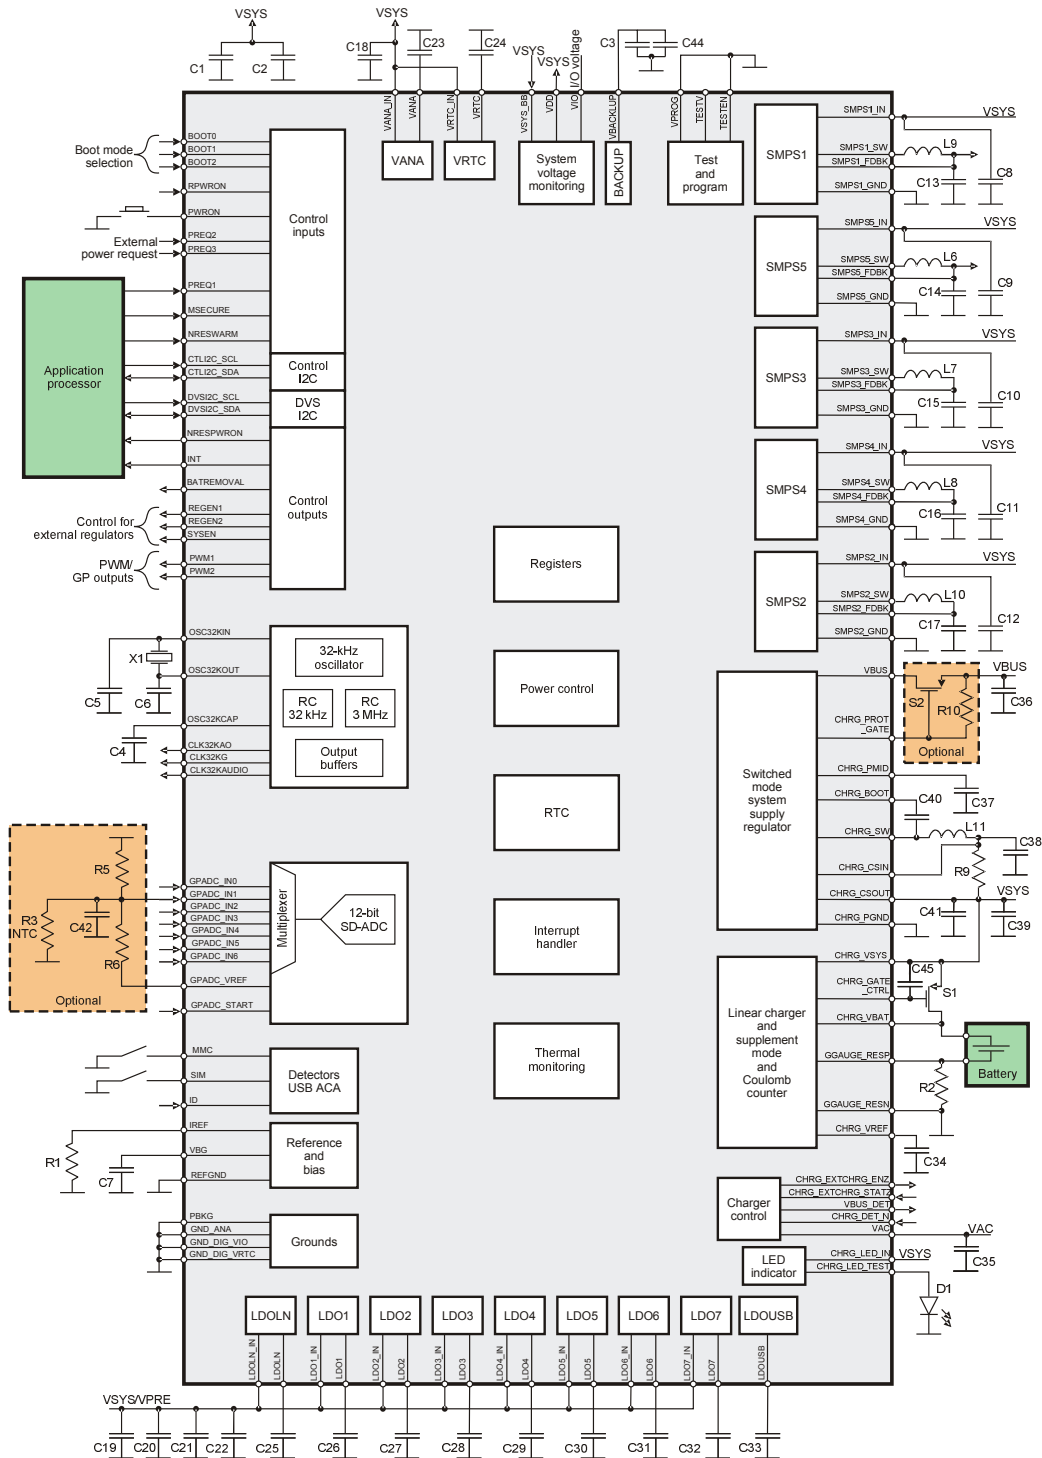 VSYS
VSYS
C1
C2
C18
C23
C24
VSYS
VSYS
I/O voltage
C3
C44
VANA_IN
VANA
VRTC_IN
VRTC
VSYS_BB
VDD
VIO
VBACKUP
VPROG
TESTV
TESTEN
VANA
VRTC
System
voltage
monitoring
BACKUP
Test
and
program
Boot mode
selection
BOOT0
BOOT1
BOOT2
RPWRON
PWRON
External
power request
PREQ2
PREQ3
Control
inputs
Application
processor
PREQ1
MSECURE
NRESWARM
CTLI2C_SCL
CTLI2C_SDA
Control
I2C
DVSI2C_SCL
DVSI2C_SDA
DVS
I2C
NRESPWRON
INT
BATREMOVAL
Control for
external regulators
REGEN1
REGEN2
SYSEN
Control
outputs
PWM/
GP outputs
PWM1
PWM2
SMPS1
SMPS1_IN
SMPS1_SW
SMPS1_FDBK
SMPS1_GND
VSYS
L9
C13
C8
SMPS5
SMPS5_IN
SMPS5_SW
SMPS5_FDBK
SMPS5_GND
VSYS
L6
C14
C9
SMPS3
SMPS3_IN
SMPS3_SW
SMPS3_FDBK
SMPS3_GND
VSYS
L7
C15
C10
SMPS4
SMPS4_IN
SMPS4_SW
SMPS4_FDBK
SMPS4_GND
VSYS
L8
C16
C11
SMPS2
SMPS2_IN
SMPS2_SW
SMPS2_FDBK
SMPS2_GND
VSYS
L10
C17
C12
Registers
Power control
RTC
Interrupt
handler
Thermal
monitoring
X1
C5
C6
C4
OSC32KIN
OSC32KOUT
OSC32KCAP
CLK32KAO
CLK32KG
CLK32KAUDIO
32-kHz
oscillator
RC
32 kHz
RC
3 MHz
Output
buffers
R5
R3
NTC
C42
R6
Optional
GPADC_IN0
GPADC_IN1
GPADC_IN2
GPADC_IN3
GPADC_IN4
GPADC_IN5
GPADC_IN6
GPADC_VREF
GPADC_START
Multiplexer
12-bit
SD-ADC
MMC
SIM
ID
Detectors
USB ACA
R1
C7
IREF
VBG
REFGND
Reference
and
bias
PBKG
GND_ANA
GND_DIG_VIO
GND_DIG_VRTC
Grounds
Switched
mode
system
supply
regulator
VBUS
CHRG_PROT
_GATE
CHRG_PMID
CHRG_BOOT
CHRG_SW
CHRG_CSIN
CHRG_CSOUT
CHRG_PGND
S2
R10
Optional
VBUS
C36
C37
C40
L11
C38
R9
VSYS
C41
C39
Linear charger
and
supplement
mode
and
Coulomb
counter
CHRG_VSYS
CHRG_GATE
_CTRL
CHRG_VBAT
GGAUGE_RESP
GGAUGE_RESN
CHRG_VREF
C45
S1
Battery
R2
C34
Charger
control
CHRG_EXTCHRG_ENZ
CHRG_EXTCHRG_STATZ
VBUS_DET
CHRG_DET_N
VAC
VAC
C35
LED
indicator
CHRG_LED_IN
CHRG_LED_TEST
VSYS
D1
LDOLN
LDO1
LDO2
LDO3
LDO4
LDO5
LDO6
LDO7
LDOUSB
LDOLN_IN
LDOLN
LDO1_IN
LDO1
LDO2_IN
LDO2
LDO3_IN
LDO3
LDO4_IN
LDO4
LDO5_IN
LDO5
LDO6_IN
LDO6
LDO7_IN
LDO7
LDOUSB
VSYS/VPRE
C19
C20
C21
C22
C25
C26
C27
C28
C29
C30
C31
C32
C33